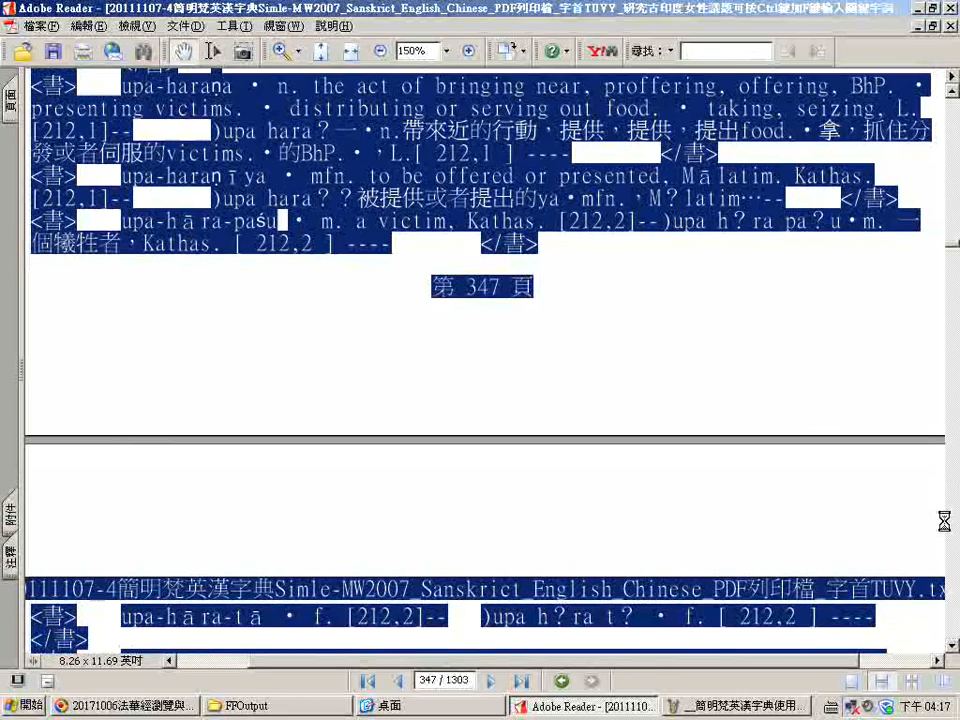 Adobe Reader - [20111107-4簡明梵英漢字典Simle-MW2007_Sanskrict_English_Chinese_PDF列印檔_字首TUVY_研究古印度女性議題可按Ctrl鍵加F鍵輸入關鍵字詞
檔案(F) 編輯(E) 檢視(V) 文件(D) 工具(T) 視窗(W) 說明(H)
150% Y! 尋找:
頁面
<書> upa-haraṇa • n. the act of bringing near, proffering, offering, BhP. •
presenting victims. • distributing or serving out food. • taking, seizing, L.
[212,1]-- )upa hara？一•n.帶來近的行動，提供，提供，提出food.•拿，抓住分
發或者伺服的victims.•的BhP.•，L.[ 212,1 ] ---- </書>
<書> upa-haraṇīya • mfn. to be offered or presented, Mālatim. Kathas.
[212,1]-- )upa hara？？被提供或者提出的ya•mfn.，M？latim…-- </書>
<書> upa-hāra-paśu • m. a victim, Kathas. [212,2]--)upa h？ra pa？u•m. 一
個犧牲者，Kathas. [ 212,2 ] ---- </書>
第 347 頁
111107-4簡明梵英漢字典Simle-MW2007_Sanskrict_English_Chinese_PDF列印檔_字首TUVY.tx
<書> upa-hāra-tā • f. [212,2]-- )upa h？ra t？ • f. [ 212,2 ] ----
</書>
附件
注釋
8.26 x 11.69 英吋
347 / 1303
開始 20171006法華經瀏覽與... FFOutput 桌面 Adobe Reader - [2011110... __簡明梵英漢字典使用... 下午 04:17